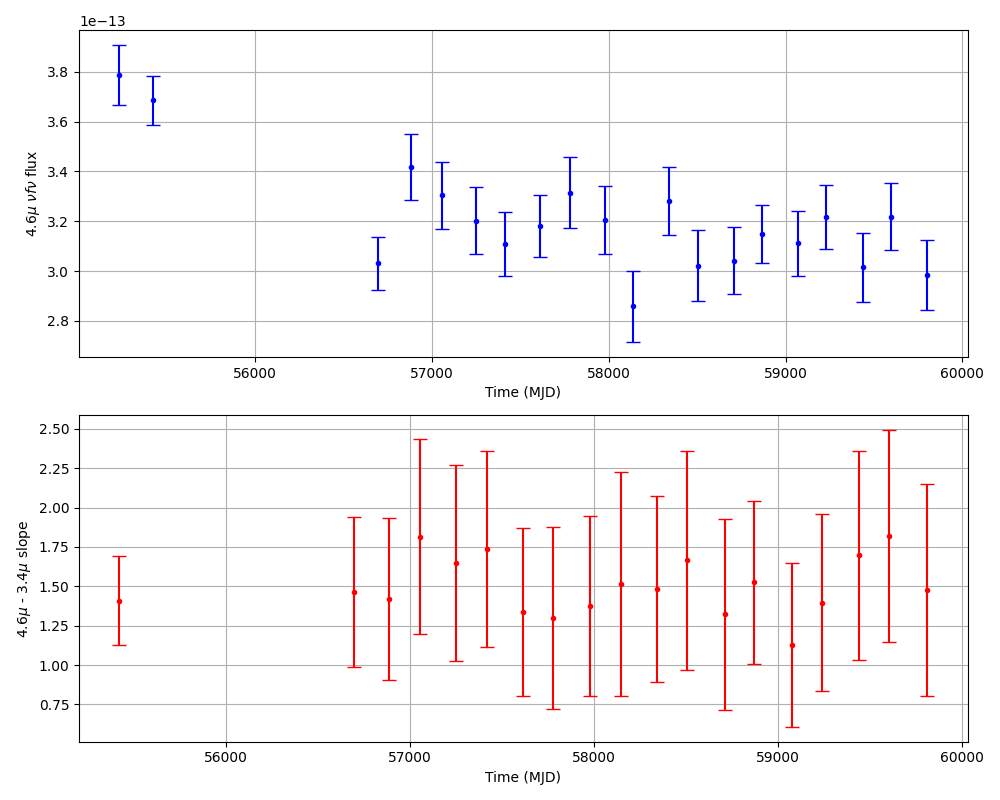 1e−13
3.8
3.6
3.4
3.2
3.0
2.8
4.6μ νfν flux
56000 57000 58000 59000 60000
Time (MJD)
2.50
2.25
2.00
1.75
1.50
1.25
1.00
0.75
4.6μ - 3.4μ slope
56000 57000 58000 59000 60000
Time (MJD)